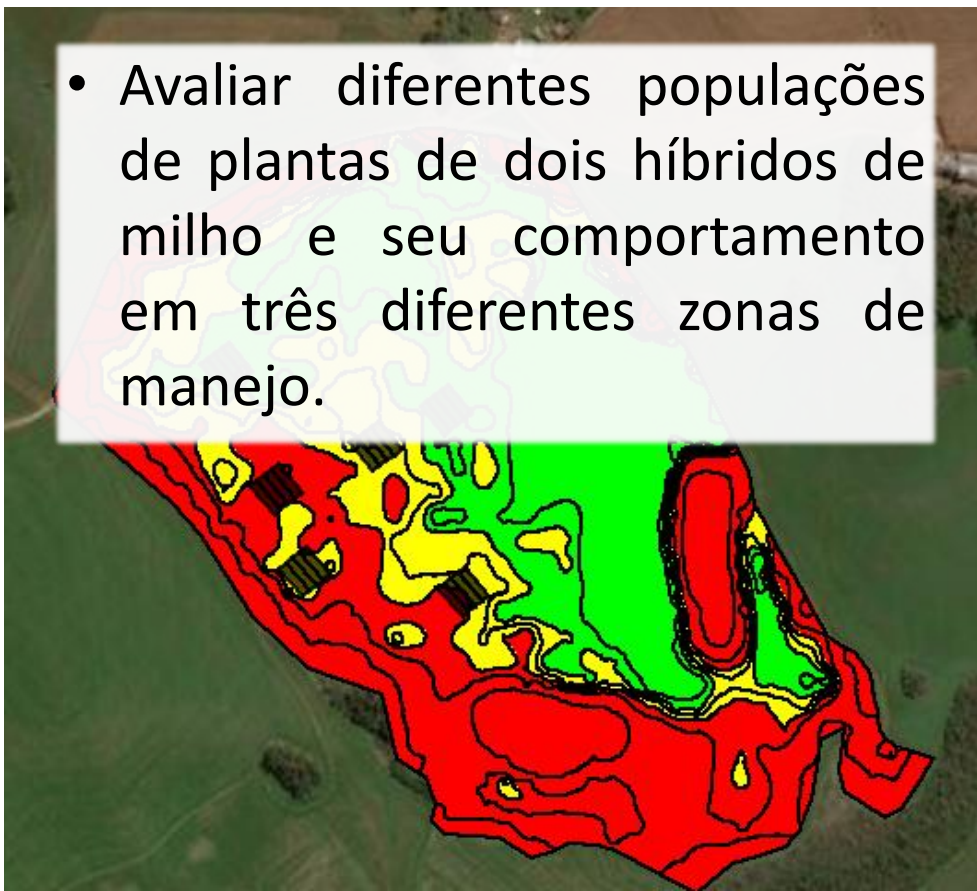 • Avaliar diferentes populações
de plantas de dois híbridos de
milho e seu comportamento
em três diferentes zonas de
manejo.